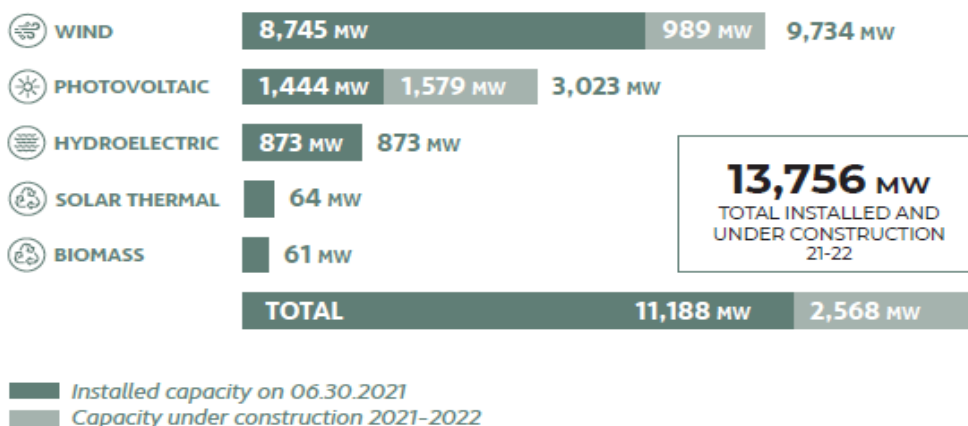 WIND 8,745 MW 989 MW 9,734 MW
PHOTOVOLTAIC 1,444 MW 1,579 MW 3,023 MW
HYDROELECTRIC 873 MW 873 MW
SOLAR THERMAL 64 MW
BIOMASS 61 MW
13,756 MW
TOTAL INSTALLED AND
UNDER CONSTRUCTION
21-22
TOTAL 11,188 MW 2,568 MW
Installed capacity on 06.30.2021
Capacity under construction 2021-2022